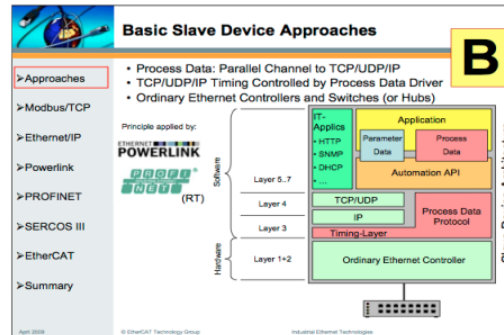 Basic Slave Device Approaches
B
Approaches
Modbus/TCP
Ethernet/IP
Powerlink
PROFINET
SERCOS III
EtherCAT
Summary
• Process Data: Parallel Channel to TCP/UDP/IP
• TCP/UDP/IP Timing Controlled by Process Data Driver
• Ordinary Ethernet Controllers and Switches (or Hubs)
Principle applied by:
ETHERNET
POWERLINK
PROFI
NET
(RT)
Software
Hardware
Layer 5..7
Layer 4
Layer 3
Layer 1+2
IT-
Applics
• HTTP
• SNMP
• DHCP
• ...
Application
Parameter
Data
Process
Data
Automation API
TCP/UDP
IP
Process Data
Protocol
Timing-Layer
Ordinary Ethernet Controller
April 2009
© EtherCAT Technology Group
Industrial Ethernet Technologies